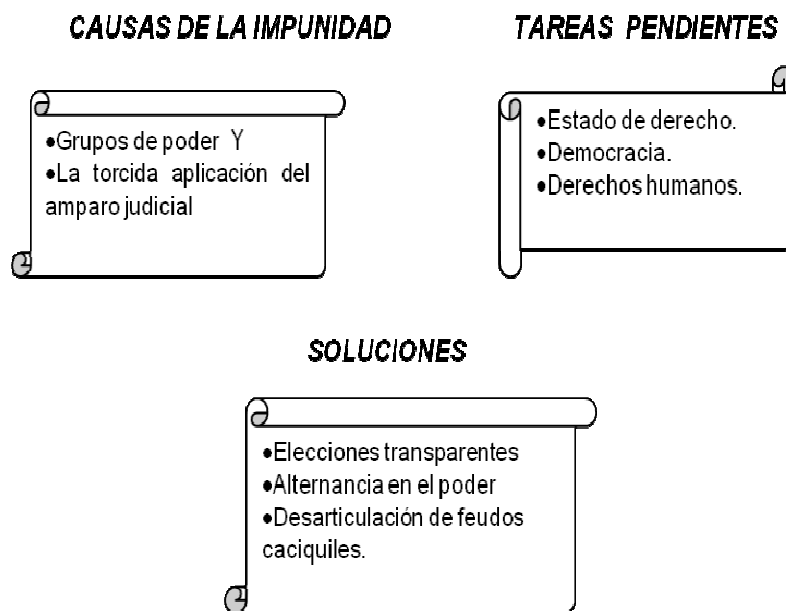 CAUSAS DE LA IMPUNIDAD
•Grupos de poder Y
•La torcida aplicación del
amparo judicial
TAREAS PENDIENTES
•Estado de derecho.
•Democracia.
•Derechos humanos.
SOLUCIONES
•Elecciones transparentes
•Alternancia en el poder
•Desarticulación de feudos
caciquiles.